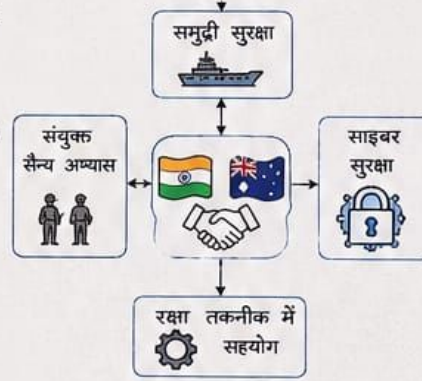 समुद्री सुरक्षा
संयुक्त
सैन्य अभ्यास
साइबर
सुरक्षा
रक्षा तकनीक में
सहयोग